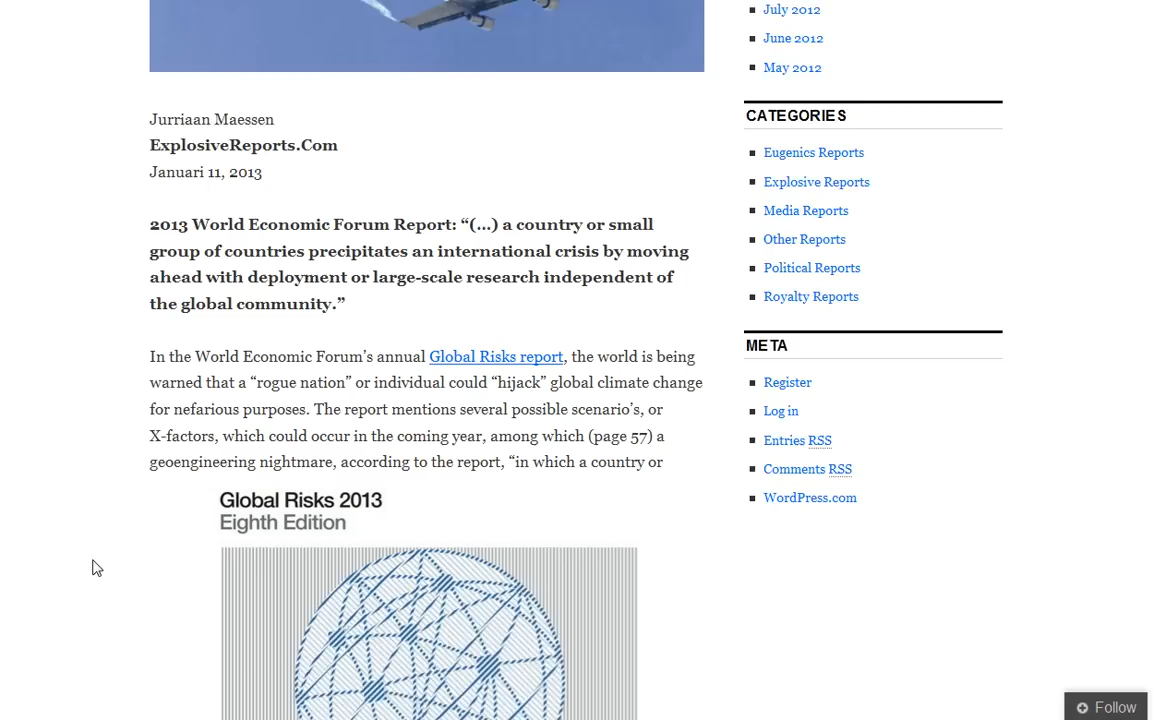 Jurriaan Maessen
ExplosiveReports.Com
Januari 11, 2013
2013 World Economic Forum Report: “(…) a country or small
group of countries precipitates an international crisis by moving
ahead with deployment or large-scale research independent of
the global community.”
In the World Economic Forum’s annual Global Risks report, the world is being
warned that a “rogue nation” or individual could “hijack” global climate change
for nefarious purposes. The report mentions several possible scenario’s, or
X-factors, which could occur in the coming year, among which (page 57) a
geoengineering nightmare, according to the report, “in which a country or
Global Risks 2013
Eighth Edition
July 2012
June 2012
May 2012
CATEGORIES
Eugenics Reports
Explosive Reports
Media Reports
Other Reports
Political Reports
Royalty Reports
META
Register
Log in
Entries RSS
Comments RSS
WordPress.com
Follow